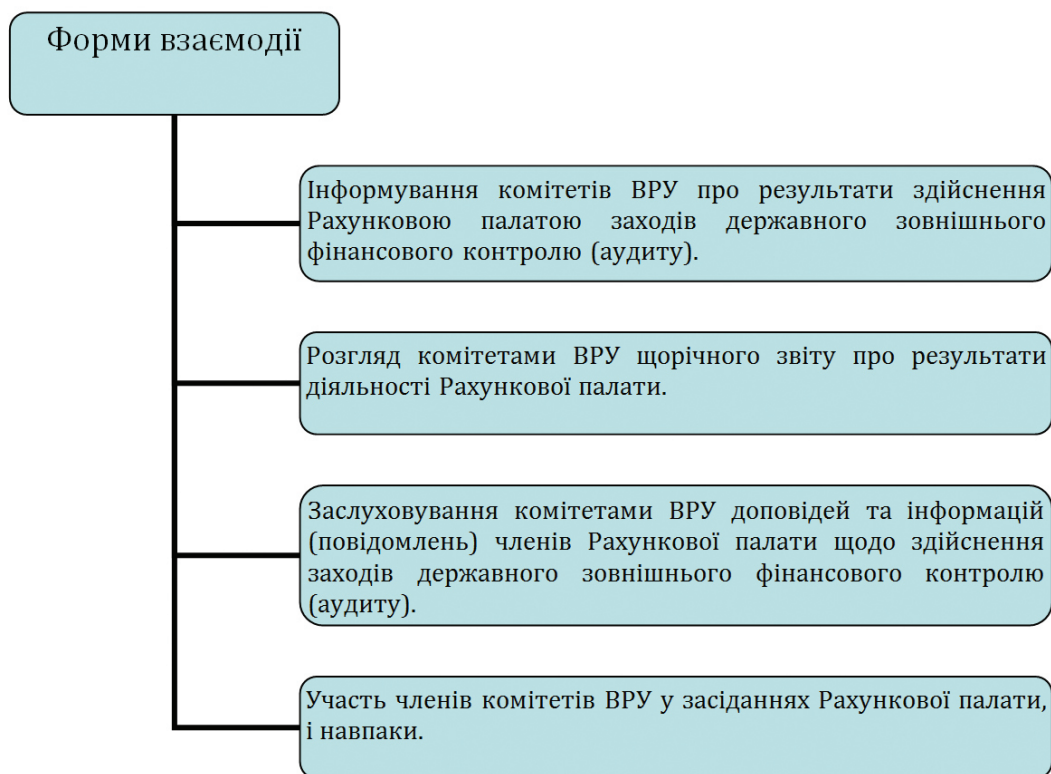 Форми взаємодії
Інформування комітетів ВРУ про результати здійснення
Рахунковою палатою заходів державного зовнішнього
фінансового контролю (аудиту).
Розгляд комітетами ВРУ щорічного звіту про результати
діяльності Рахункової палати.
Заслуховування комітетами ВРУ доповідей та інформацій
(повідомлень) членів Рахункової палати щодо здійснення
заходів державного зовнішнього фінансового контролю
(аудиту).
Участь членів комітетів ВРУ у засіданнях Рахункової палати,
і навпаки.